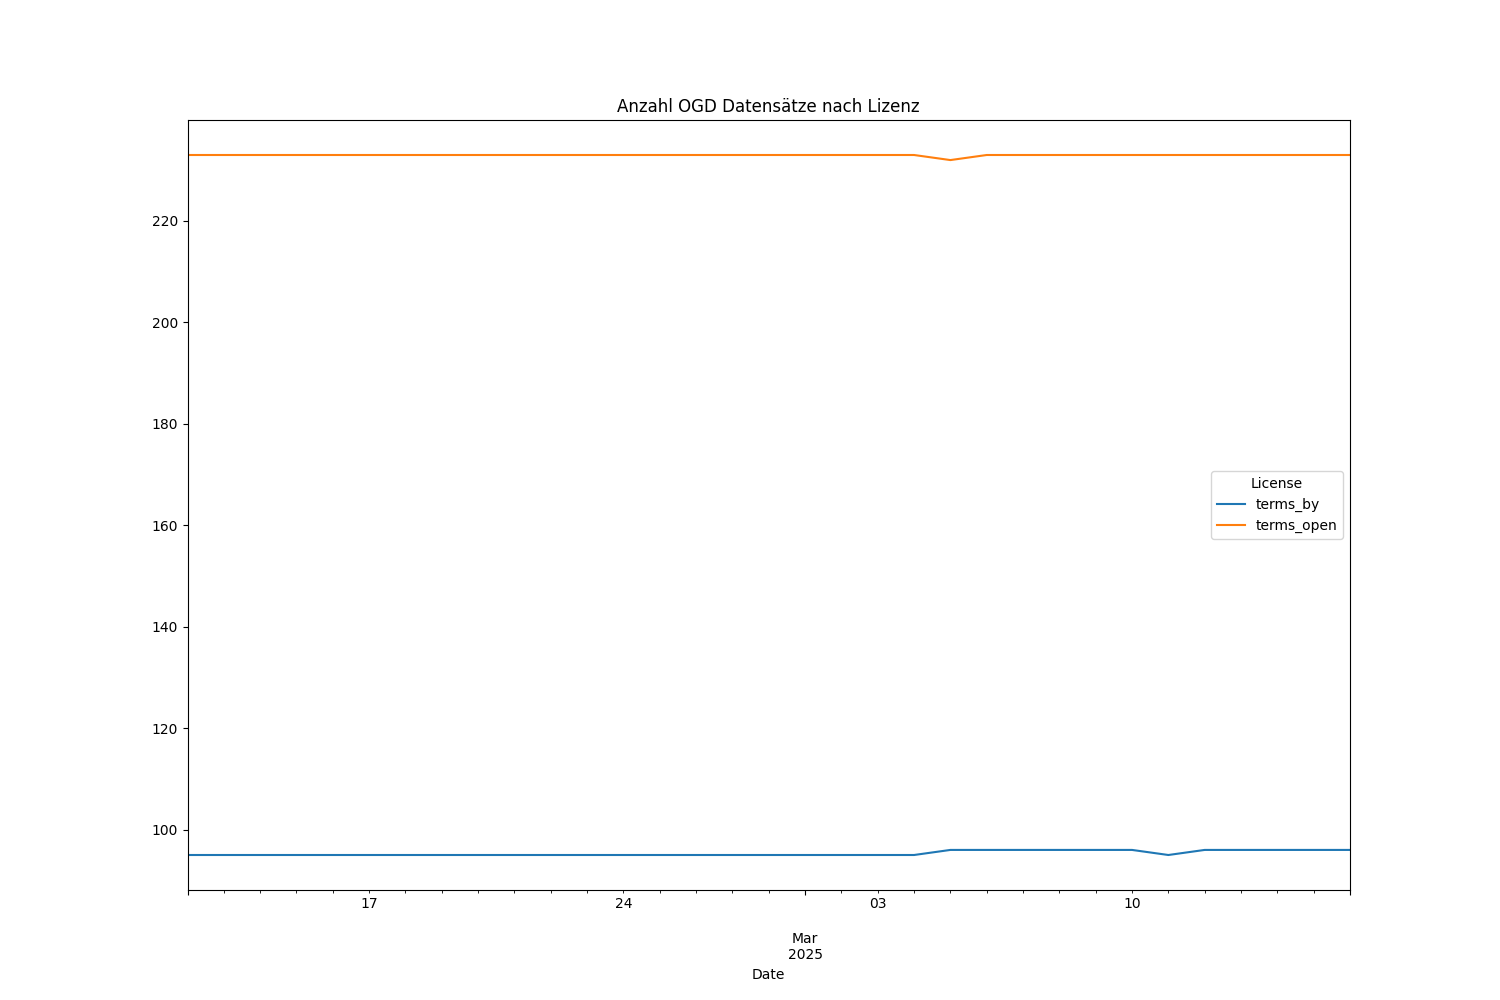 Anzahl OGD Datensätze nach Lizenz
220
200
180
160
140
120
100
License
terms_by
terms_open
17
24
03
10
Mar
2025
Date